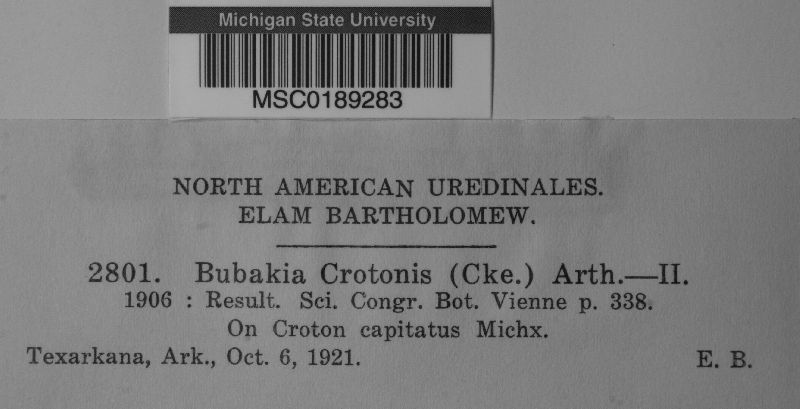 Michigan State University
MSC0189283
NORTH AMERICAN UREDINALES.
ELAM BARTHOLOMEW.
2801. Bubakia Crotonis (Cke.) Arth.—II.
1906 : Result. Sci. Congr. Bot. Vienne p. 338.
On Croton capitatus Michx.
Texarkana, Ark., Oct. 6, 1921. E. B.